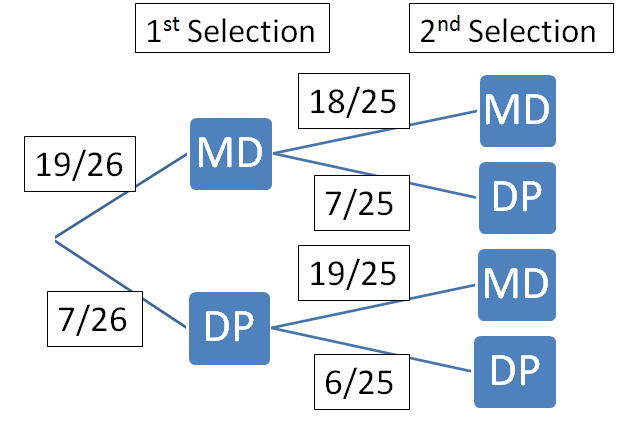 1st Selection
2nd Selection
18/25
MD
19/26
MD
7/25
DP
19/25
MD
7/26
DP
6/25
DP